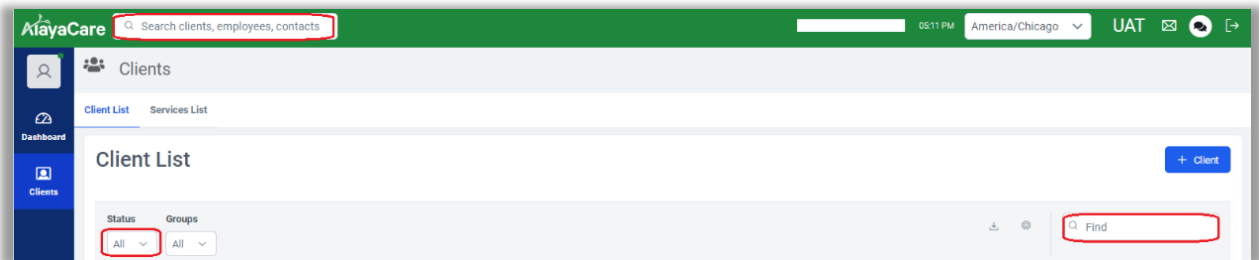 AlayaCare Search clients, employees, contacts 05:11 PM America/Chicago UAT
Clients
Client List Services List
Dashboard
Client List + Client
Clients
Status Groups
All All Find